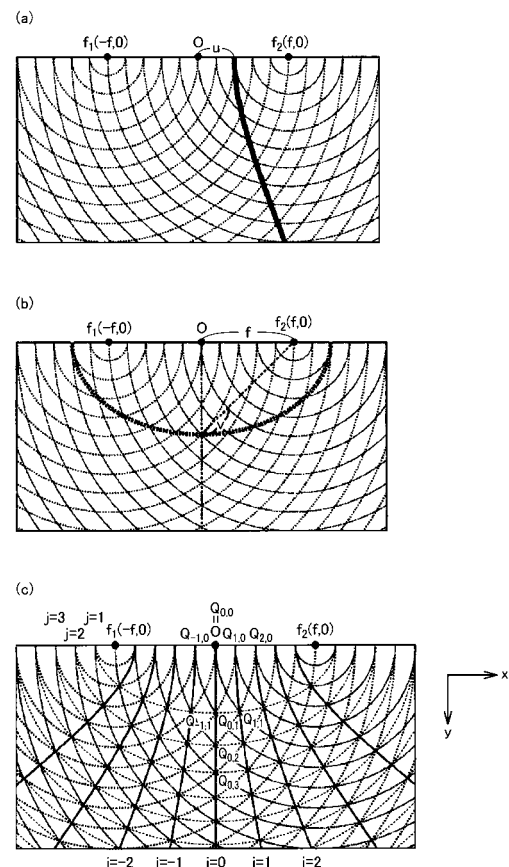 (a)
f₁(-f,0) O u f₂(f,0)
(b)
f₁(-f,0) O f f₂(f,0)
v
(c)
Q₀,₀
=
j=3 j=1 f₁(-f,0) O f₂(f,0)
j=2 Q₋₁,₀ Q₁,₀ Q₂,₀
x
Q₋₁,₁ Q₀,₁ Q₁,₁
y
Q₀,₂
Q₀,₃
i=-2 i=-1 i=0 i=1 i=2